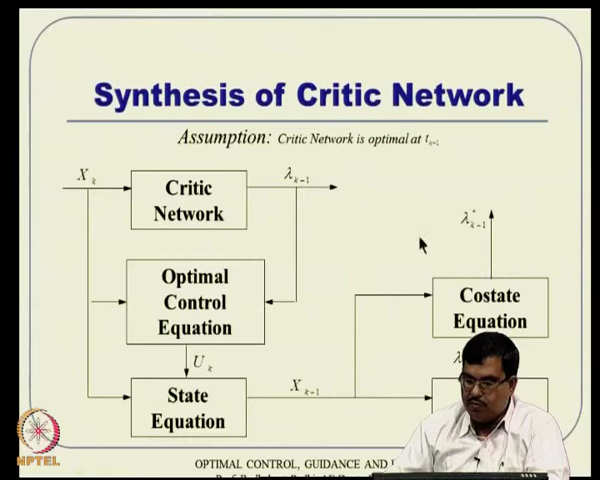 Synthesis of Critic Network
Assumption: Critic Network is optimal at t_{k+1}
X_k
Critic
Network
λ_{k+1}
λ*_{k+1}
Optimal
Control
Equation
Costate
Equation
U_k
λ
State
Equation
X_{k+1}
NPTEL
OPTIMAL CONTROL, GUIDANCE AND